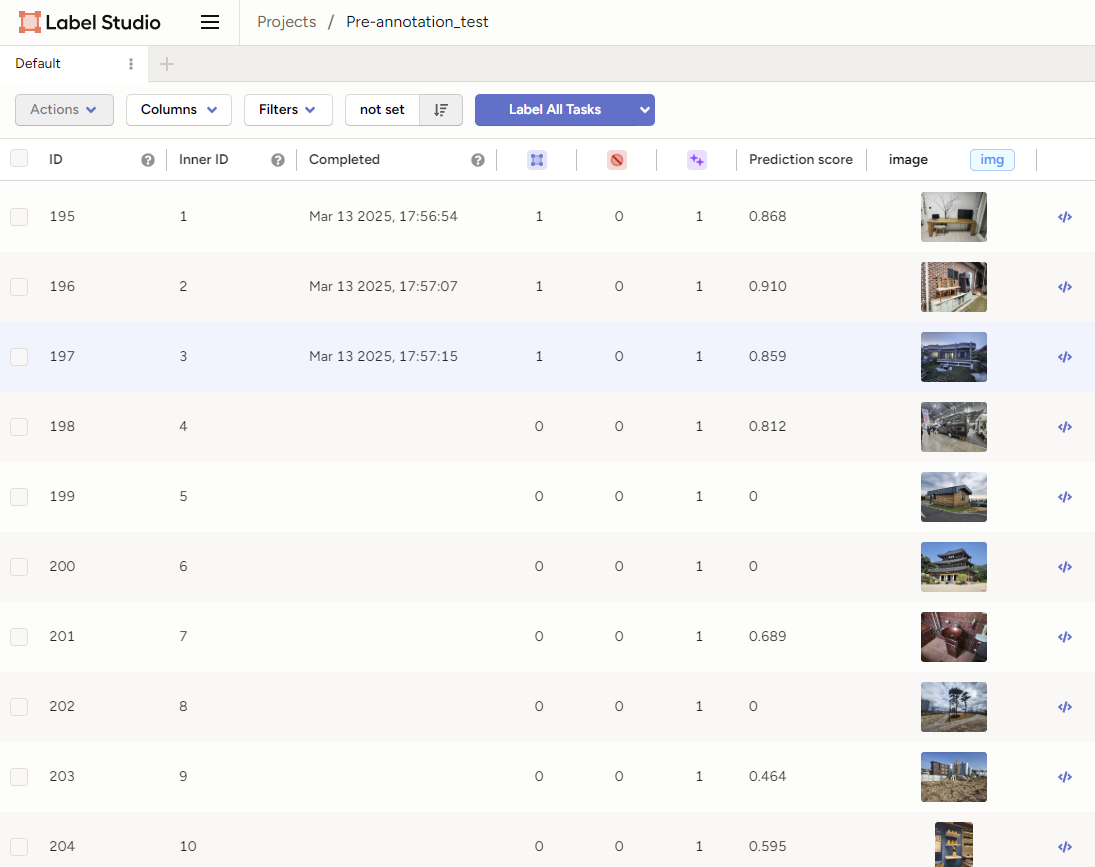 Label Studio Projects / Pre-annotation_test
Default
Actions Columns Filters not set Label All Tasks
ID Inner ID Completed Prediction score image img
195 1 Mar 13 2025, 17:56:54 1 0 1 0.868
196 2 Mar 13 2025, 17:57:07 1 0 1 0.910
197 3 Mar 13 2025, 17:57:15 1 0 1 0.859
198 4 0 0 1 0.812
199 5 0 0 1 0
200 6 0 0 1 0
201 7 0 0 1 0.689
202 8 0 0 1 0
203 9 0 0 1 0.464
204 10 0 0 1 0.595